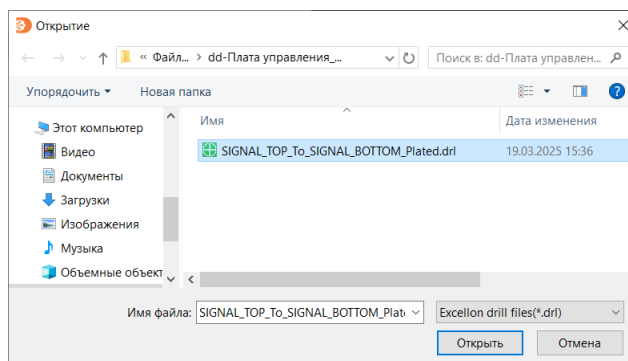 Открытие
« Файл... > dd-Плата управления_...
Поиск в: dd-Плата управлен...
Упорядочить
Новая папка
Имя
Дата изменения
Этот компьютер
Видео
Документы
Загрузки
Изображения
Музыка
Объемные объект
SIGNAL_TOP_To_SIGNAL_BOTTOM_Plated.drl
19.03.2025 15:36
Имя файла: SIGNAL_TOP_To_SIGNAL_BOTTOM_Plate
Excellon drill files(*.drl)
Открыть
Отмена